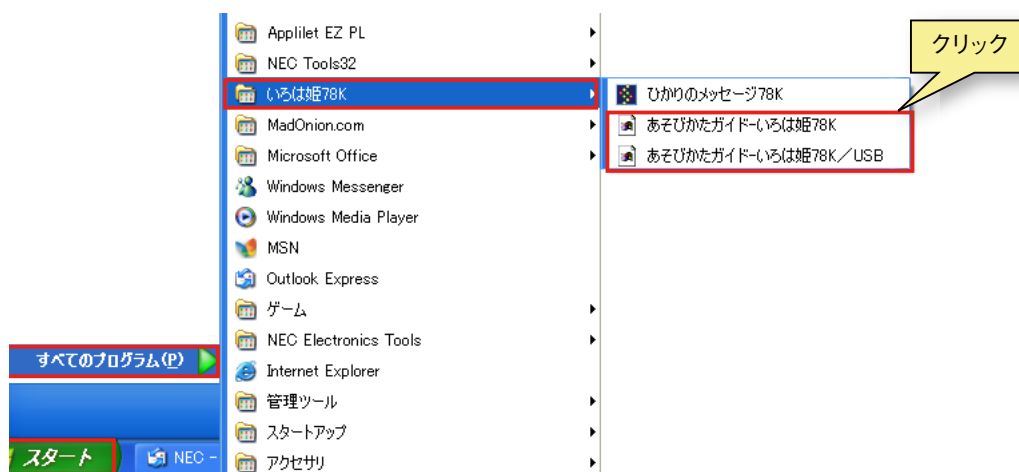 Applilet EZ PL
NEC Tools32
いろは姫78K
MadOnion.com
Microsoft Office
Windows Messenger
Windows Media Player
MSN
Outlook Express
ゲーム
NEC Electronics Tools
Internet Explorer
管理ツール
スタートアップ
アクセサリ
クリック
ひかりのメッセージ78K
あそびかたガイド-いろは姫78K
あそびかたガイド-いろは姫78K／USB
すべてのプログラム(P)
スタート
NEC -